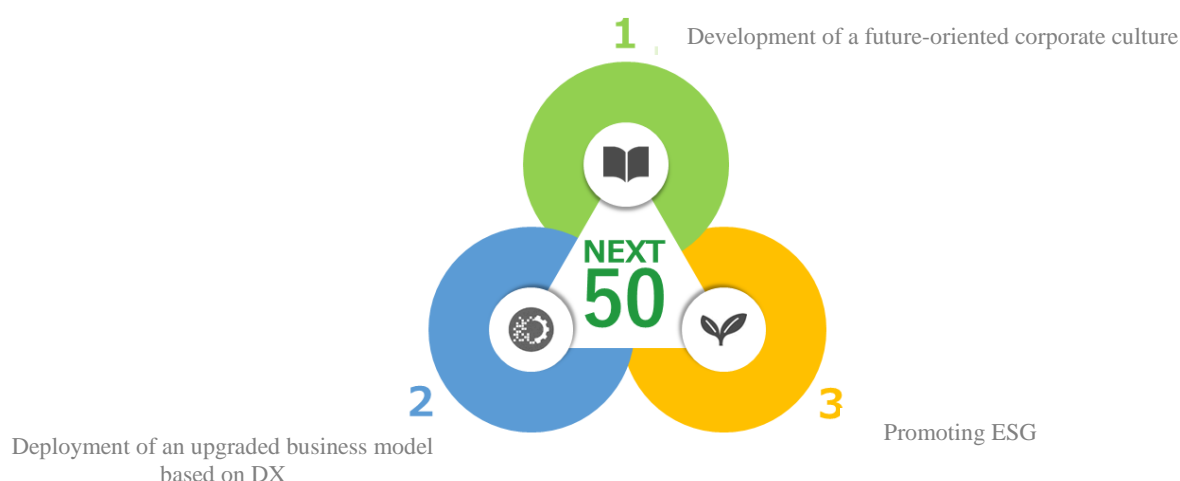 1
Development of a future-oriented corporate culture
NEXT
50
2
3
Promoting ESG
Deployment of an upgraded business model
based on DX